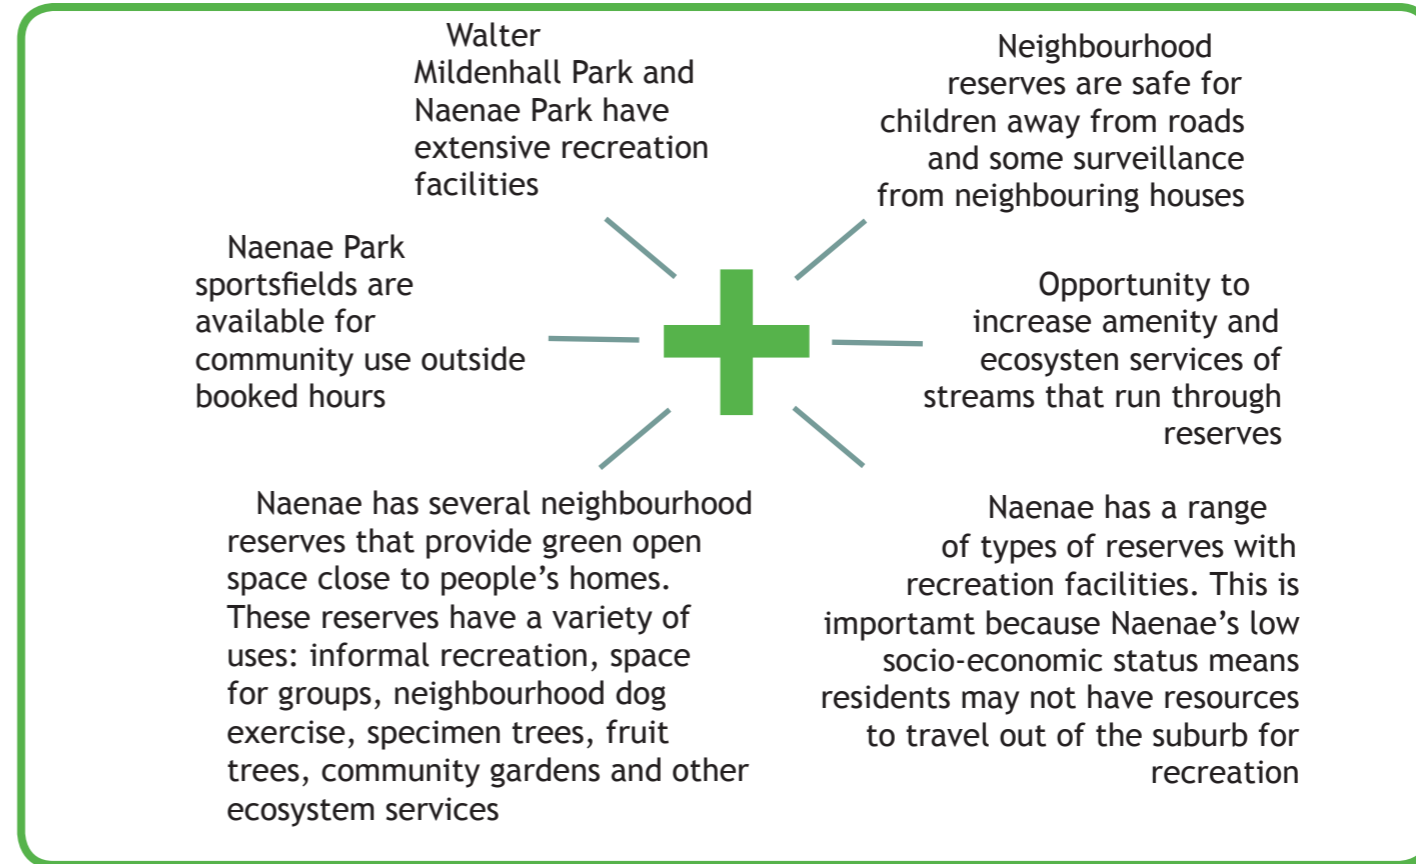 Walter
Mildenhall Park and
Naenae Park have
extensive recreation
facilities
Neighbourhood
reserves are safe for
children away from roads
and some surveillance
from neighbouring houses
Naenae Park
sportsfields are
available for
community use outside
booked hours
Opportunity to
increase amenity and
ecosysten services of
streams that run through
reserves
Naenae has several neighbourhood
reserves that provide green open
space close to people’s homes.
These reserves have a variety of
uses: informal recreation, space
for groups, neighbourhood dog
exercise, specimen trees, fruit
trees, community gardens and other
ecosystem services
Naenae has a range
of types of reserves with
recreation facilities. This is
importamt because Naenae’s low
socio-economic status means
residents may not have resources
to travel out of the suburb for
recreation